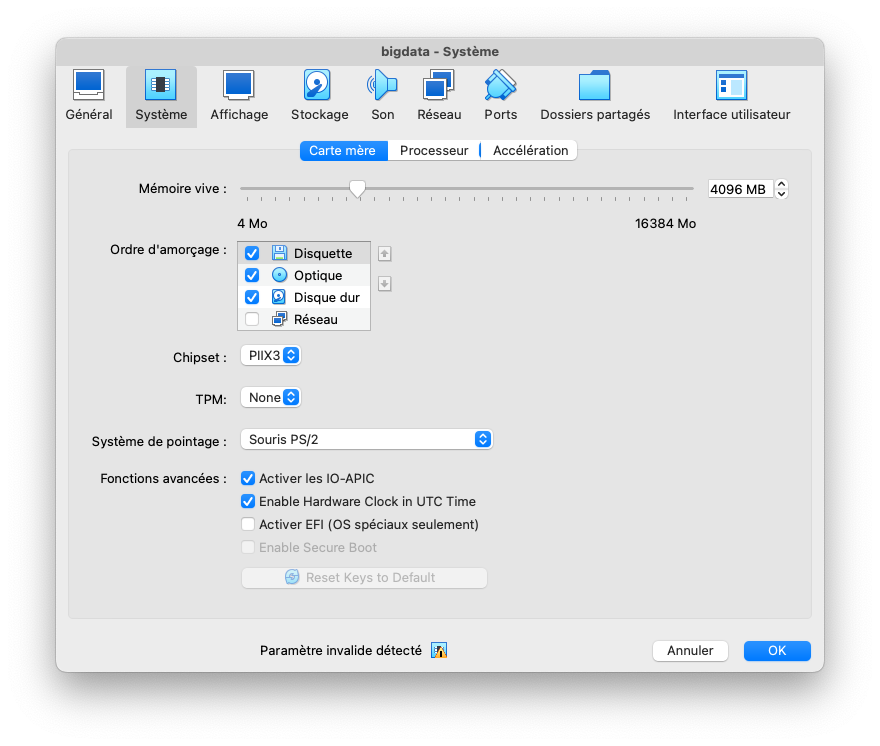 bigdata - Système
Général Système Affichage Stockage Son Réseau Ports Dossiers partagés Interface utilisateur
Carte mère Processeur Accélération
Mémoire vive : 4096 MB
4 Mo 16384 Mo
Ordre d'amorçage : Disquette
Optique
Disque dur
Réseau
Chipset : PIIX3
TPM: None
Système de pointage : Souris PS/2
Fonctions avancées : Activer les IO-APIC
Enable Hardware Clock in UTC Time
Activer EFI (OS spéciaux seulement)
Enable Secure Boot
Reset Keys to Default
Paramètre invalide détecté Annuler OK